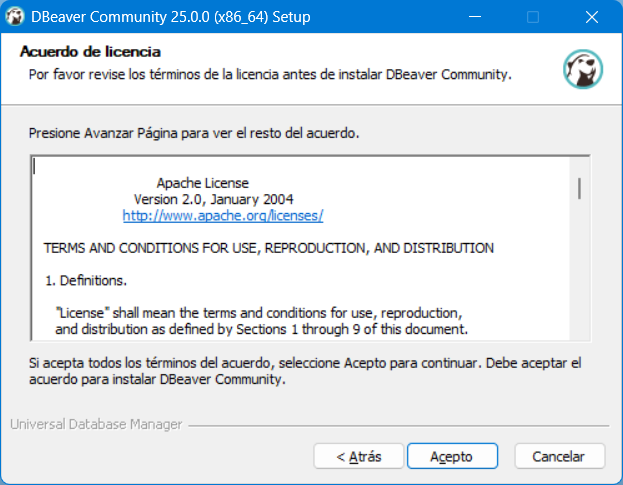 DBeaver Community 25.0.0 (x86_64) Setup
Acuerdo de licencia
Por favor revise los términos de la licencia antes de instalar DBeaver Community.
Presione Avanzar Página para ver el resto del acuerdo.
Apache License
Version 2.0, January 2004
http://www.apache.org/licenses/
TERMS AND CONDITIONS FOR USE, REPRODUCTION, AND DISTRIBUTION
1. Definitions.
"License" shall mean the terms and conditions for use, reproduction,
and distribution as defined by Sections 1 through 9 of this document.
Si acepta todos los términos del acuerdo, seleccione Acepto para continuar. Debe aceptar el
acuerdo para instalar DBeaver Community.
Universal Database Manager
< Atrás
Acepto
Cancelar